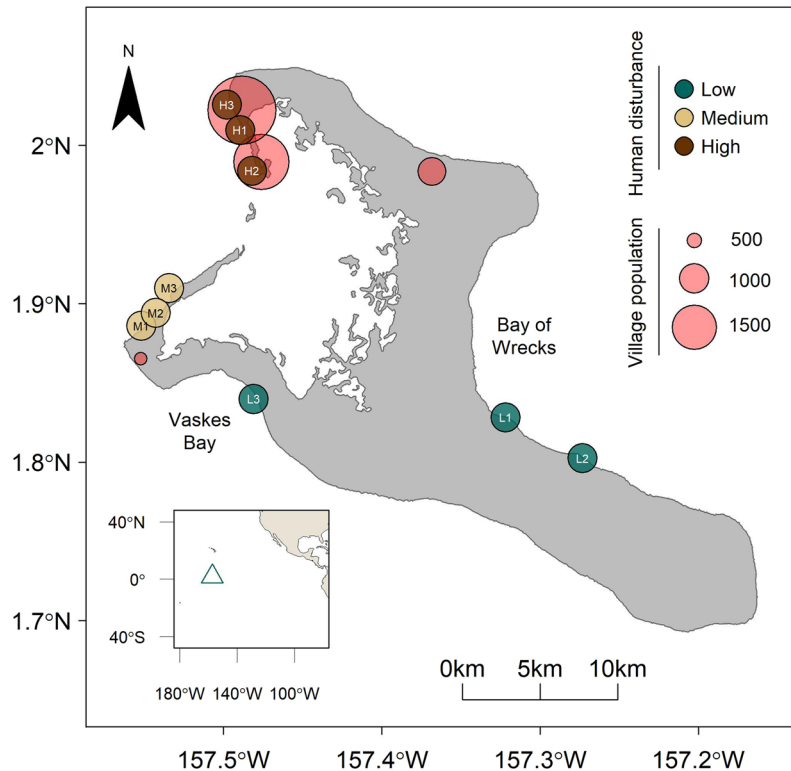 N
Human disturbance
Low
Medium
High
Village population
500
1000
1500
H3
H1
H2
M3
M2
M1
L3
L1
L2
Bay of
Wrecks
Vaskes
Bay
2°N
1.9°N
1.8°N
1.7°N
40°N
0°
40°S
180°W 140°W 100°W
0km 5km 10km
157.5°W 157.4°W 157.3°W 157.2°W